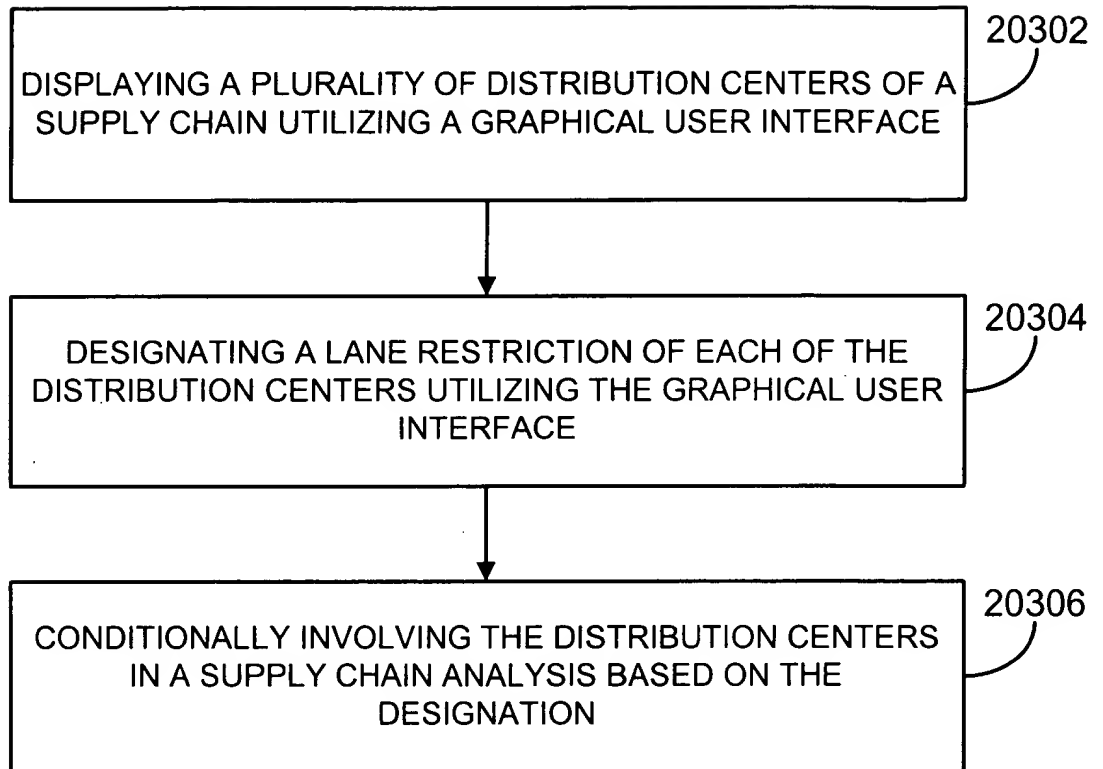 20302
DISPLAYING A PLURALITY OF DISTRIBUTION CENTERS OF A
SUPPLY CHAIN UTILIZING A GRAPHICAL USER INTERFACE
20304
DESIGNATING A LANE RESTRICTION OF EACH OF THE
DISTRIBUTION CENTERS UTILIZING THE GRAPHICAL USER
INTERFACE
20306
CONDITIONALLY INVOLVING THE DISTRIBUTION CENTERS
IN A SUPPLY CHAIN ANALYSIS BASED ON THE
DESIGNATION